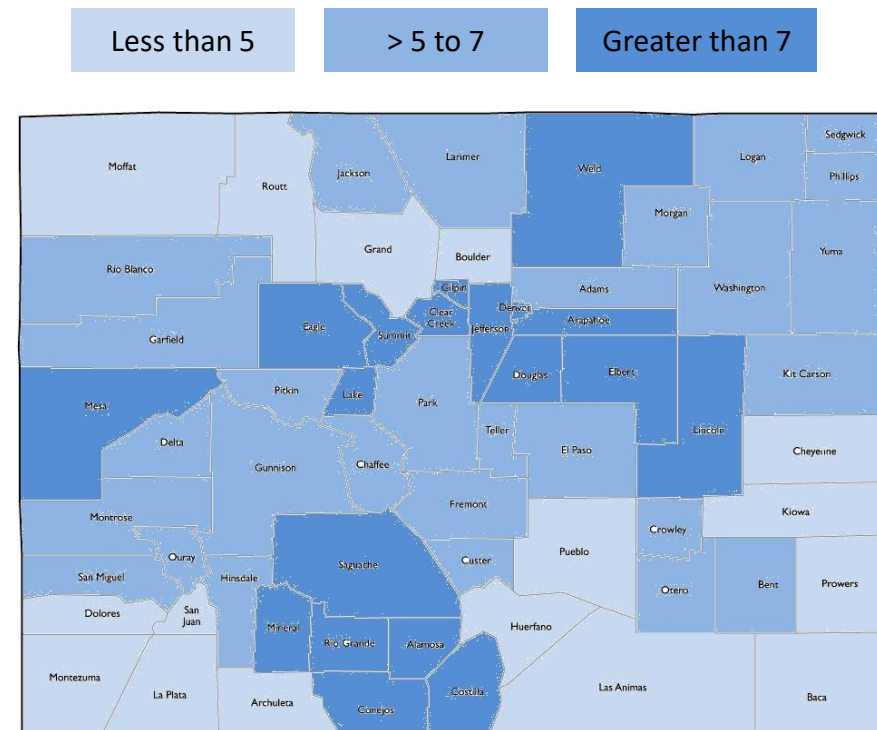 Less than 5
> 5 to 7
Greater than 7
Moffat
Routt
Jackson
Larimer
Weld
Logan
Sedgwick
Phillips
Morgan
Grand
Boulder
Yuma
Rio Blanco
Washington
Adams
Gilpin
Clear
Creek
Denver
Jefferson
Arapahoe
Eagle
Summit
Garfield
Pitkin
Lake
Park
Douglas
Elbert
Kit Carson
Mesa
Delta
Gunnison
Chaffee
Teller
El Paso
Lincoln
Cheyenne
Montrose
Fremont
Crowley
Kiowa
Ouray
San Miguel
Hinsdale
Saguache
Custer
Pueblo
Otero
Bent
Prowers
Dolores
San
Juan
Mineral
Rio Grande
Alamosa
Huerfano
Montezuma
La Plata
Archuleta
Conejos
Costilla
Las Animas
Baca